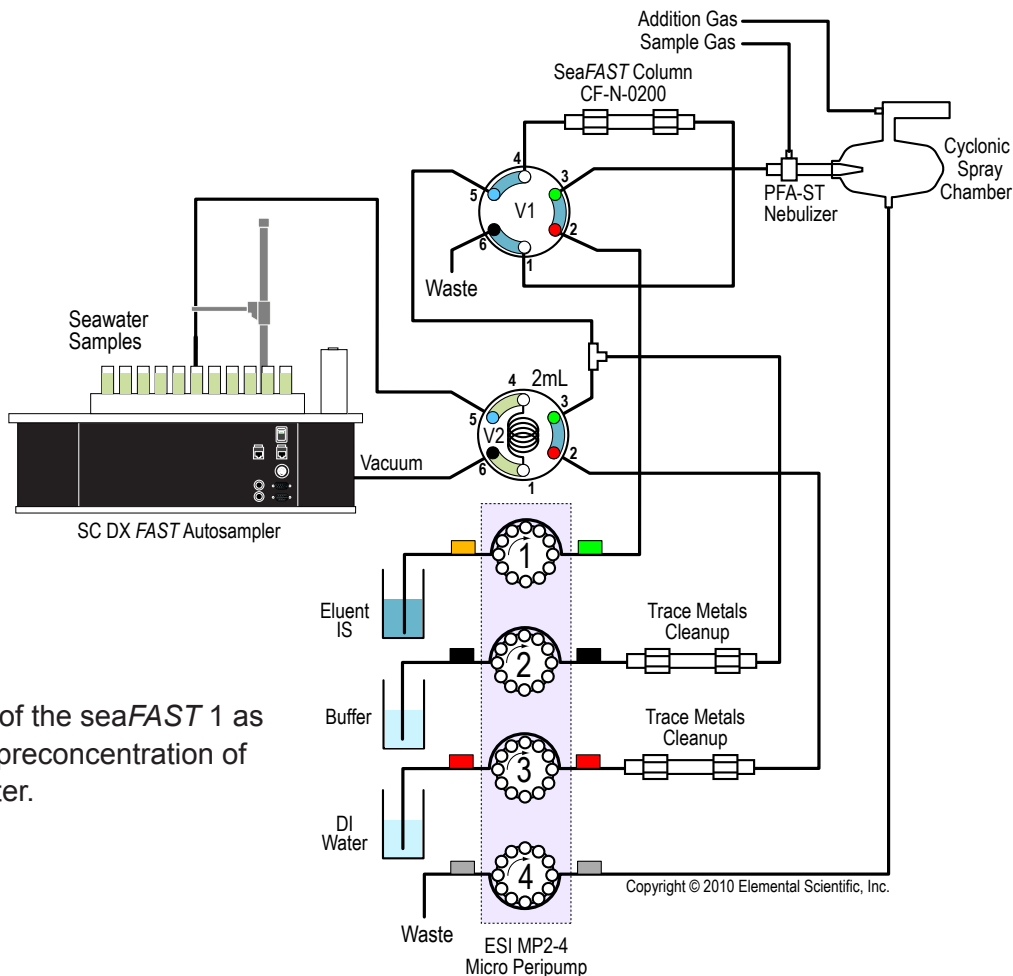 Addition Gas
Sample Gas
SeaFAST Column
CF-N-0200
Cyclonic
Spray
Chamber
PFA-ST
Nebulizer
4
3
5
V1
2
6
1
Waste
Seawater
Samples
4
2mL
3
5
V2
2
6
1
Vacuum
SC DX FAST Autosampler
1
Eluent
IS
Trace Metals
Cleanup
2
Buffer
Trace Metals
Cleanup
3
DI
Water
4
Copyright © 2010 Elemental Scientific, Inc.
Waste
ESI MP2-4
Micro Peripump
of the seaFAST 1 as
preconcentration of
ter.